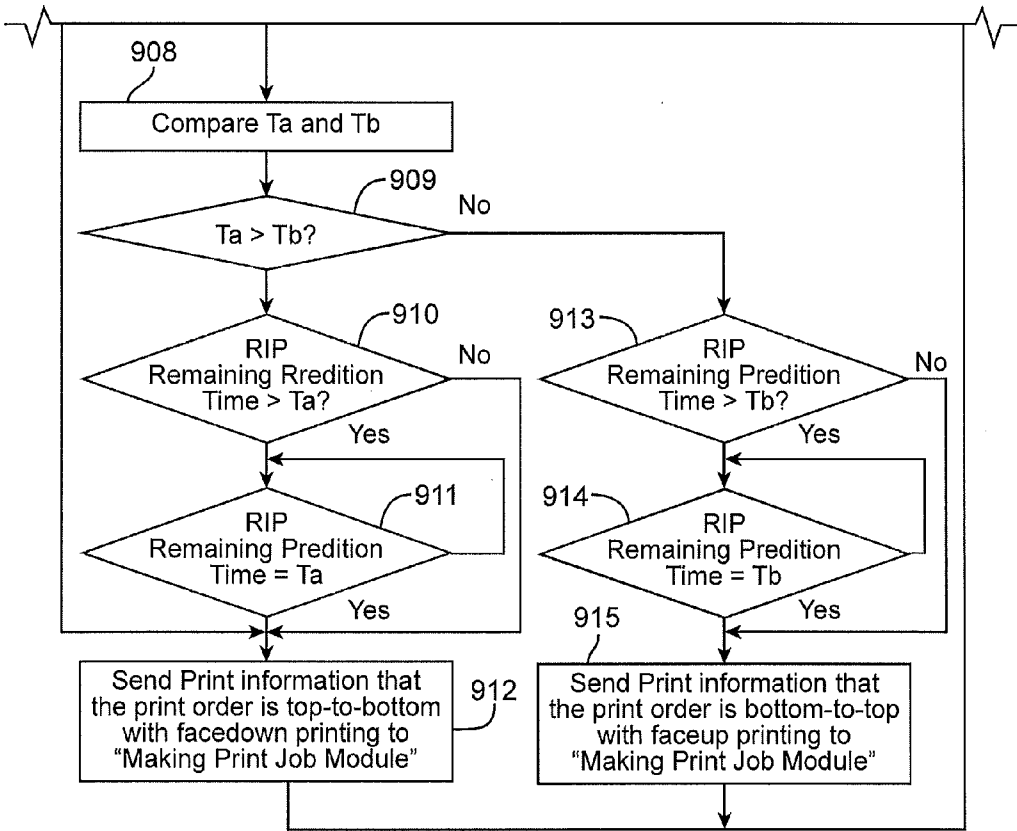 908
Compare Ta and Tb
909
No
Ta > Tb?
910
RIP
Remaining Rredition
Time > Ta?
No
Yes
913
RIP
Remaining Predition
Time > Tb?
No
Yes
911
RIP
Remaining Predition
Time = Ta
Yes
914
RIP
Remaining Predition
Time = Tb
Yes
912
Send Print information that
the print order is top-to-bottom
with facedown printing to
“Making Print Job Module”
915
Send Print information that
the print order is bottom-to-top
with faceup printing to
“Making Print Job Module”